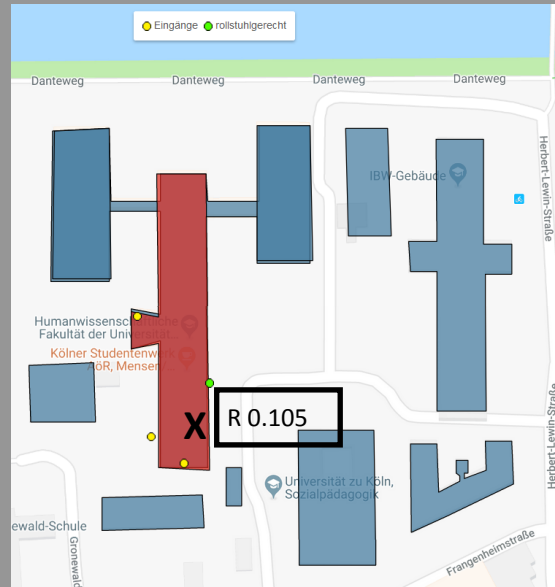 Eingänge rollstuhlgerecht
Danteweg Danteweg Danteweg Danteweg
Herbert-Lewin-Straße
IBW-Gebäude
Humanwissenschaftliche
Fakultät der Universität...
Kölner Studentenwerk
AöR, Mensen...
X
R 0.105
Herbert-Lewin-Straße
Universität zu Köln,
Sozialpädagogik
ewald-Schule
Gronewald
Frangenheimstraße